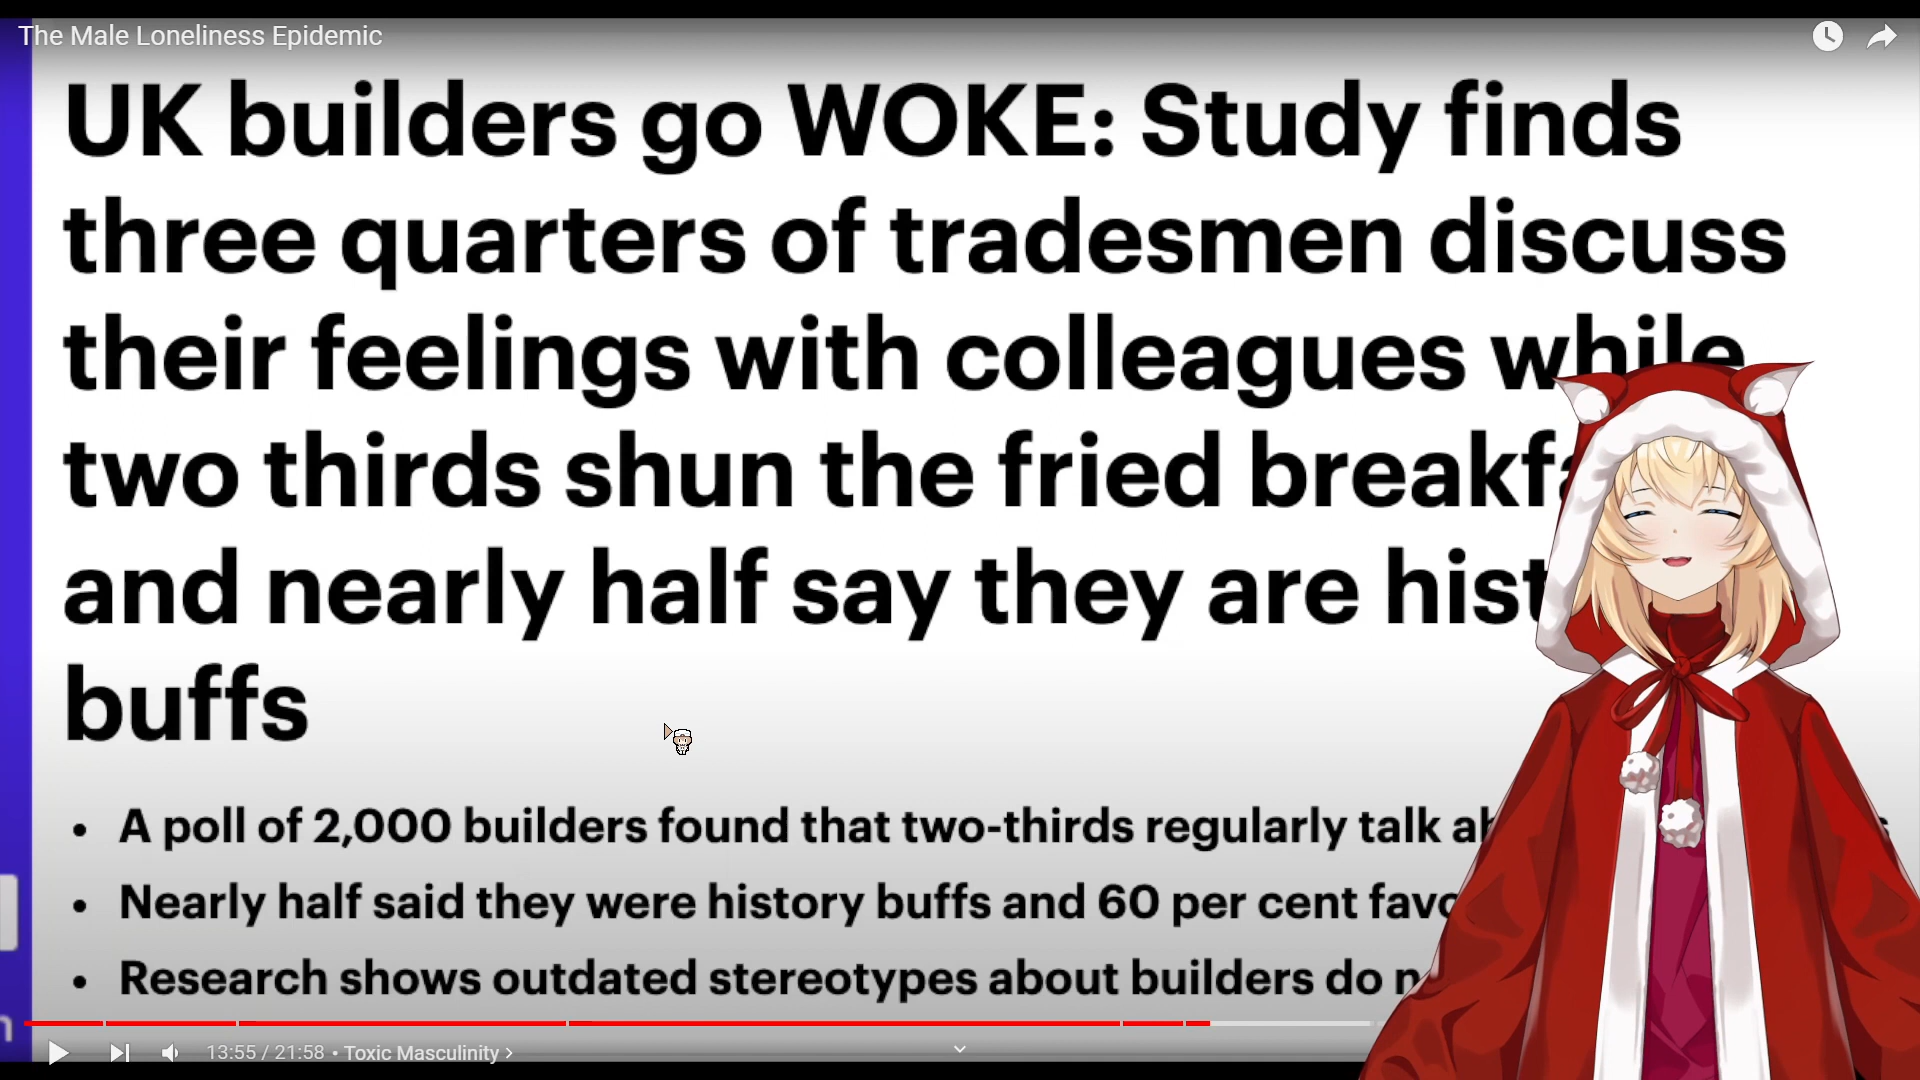 The Male Loneliness Epidemic
UK builders go WOKE: Study finds
three quarters of tradesmen discuss
their feelings with colleagues while
two thirds shun the fried
and nearly half say they are
buffs
• A poll of 2,000 builders found that two-thirds regularly talk
• Nearly half said they were history buffs and 60 per cent
• Research shows outdated stereotypes about builders do
13:55 / 21:58 • Toxic Masculinity >